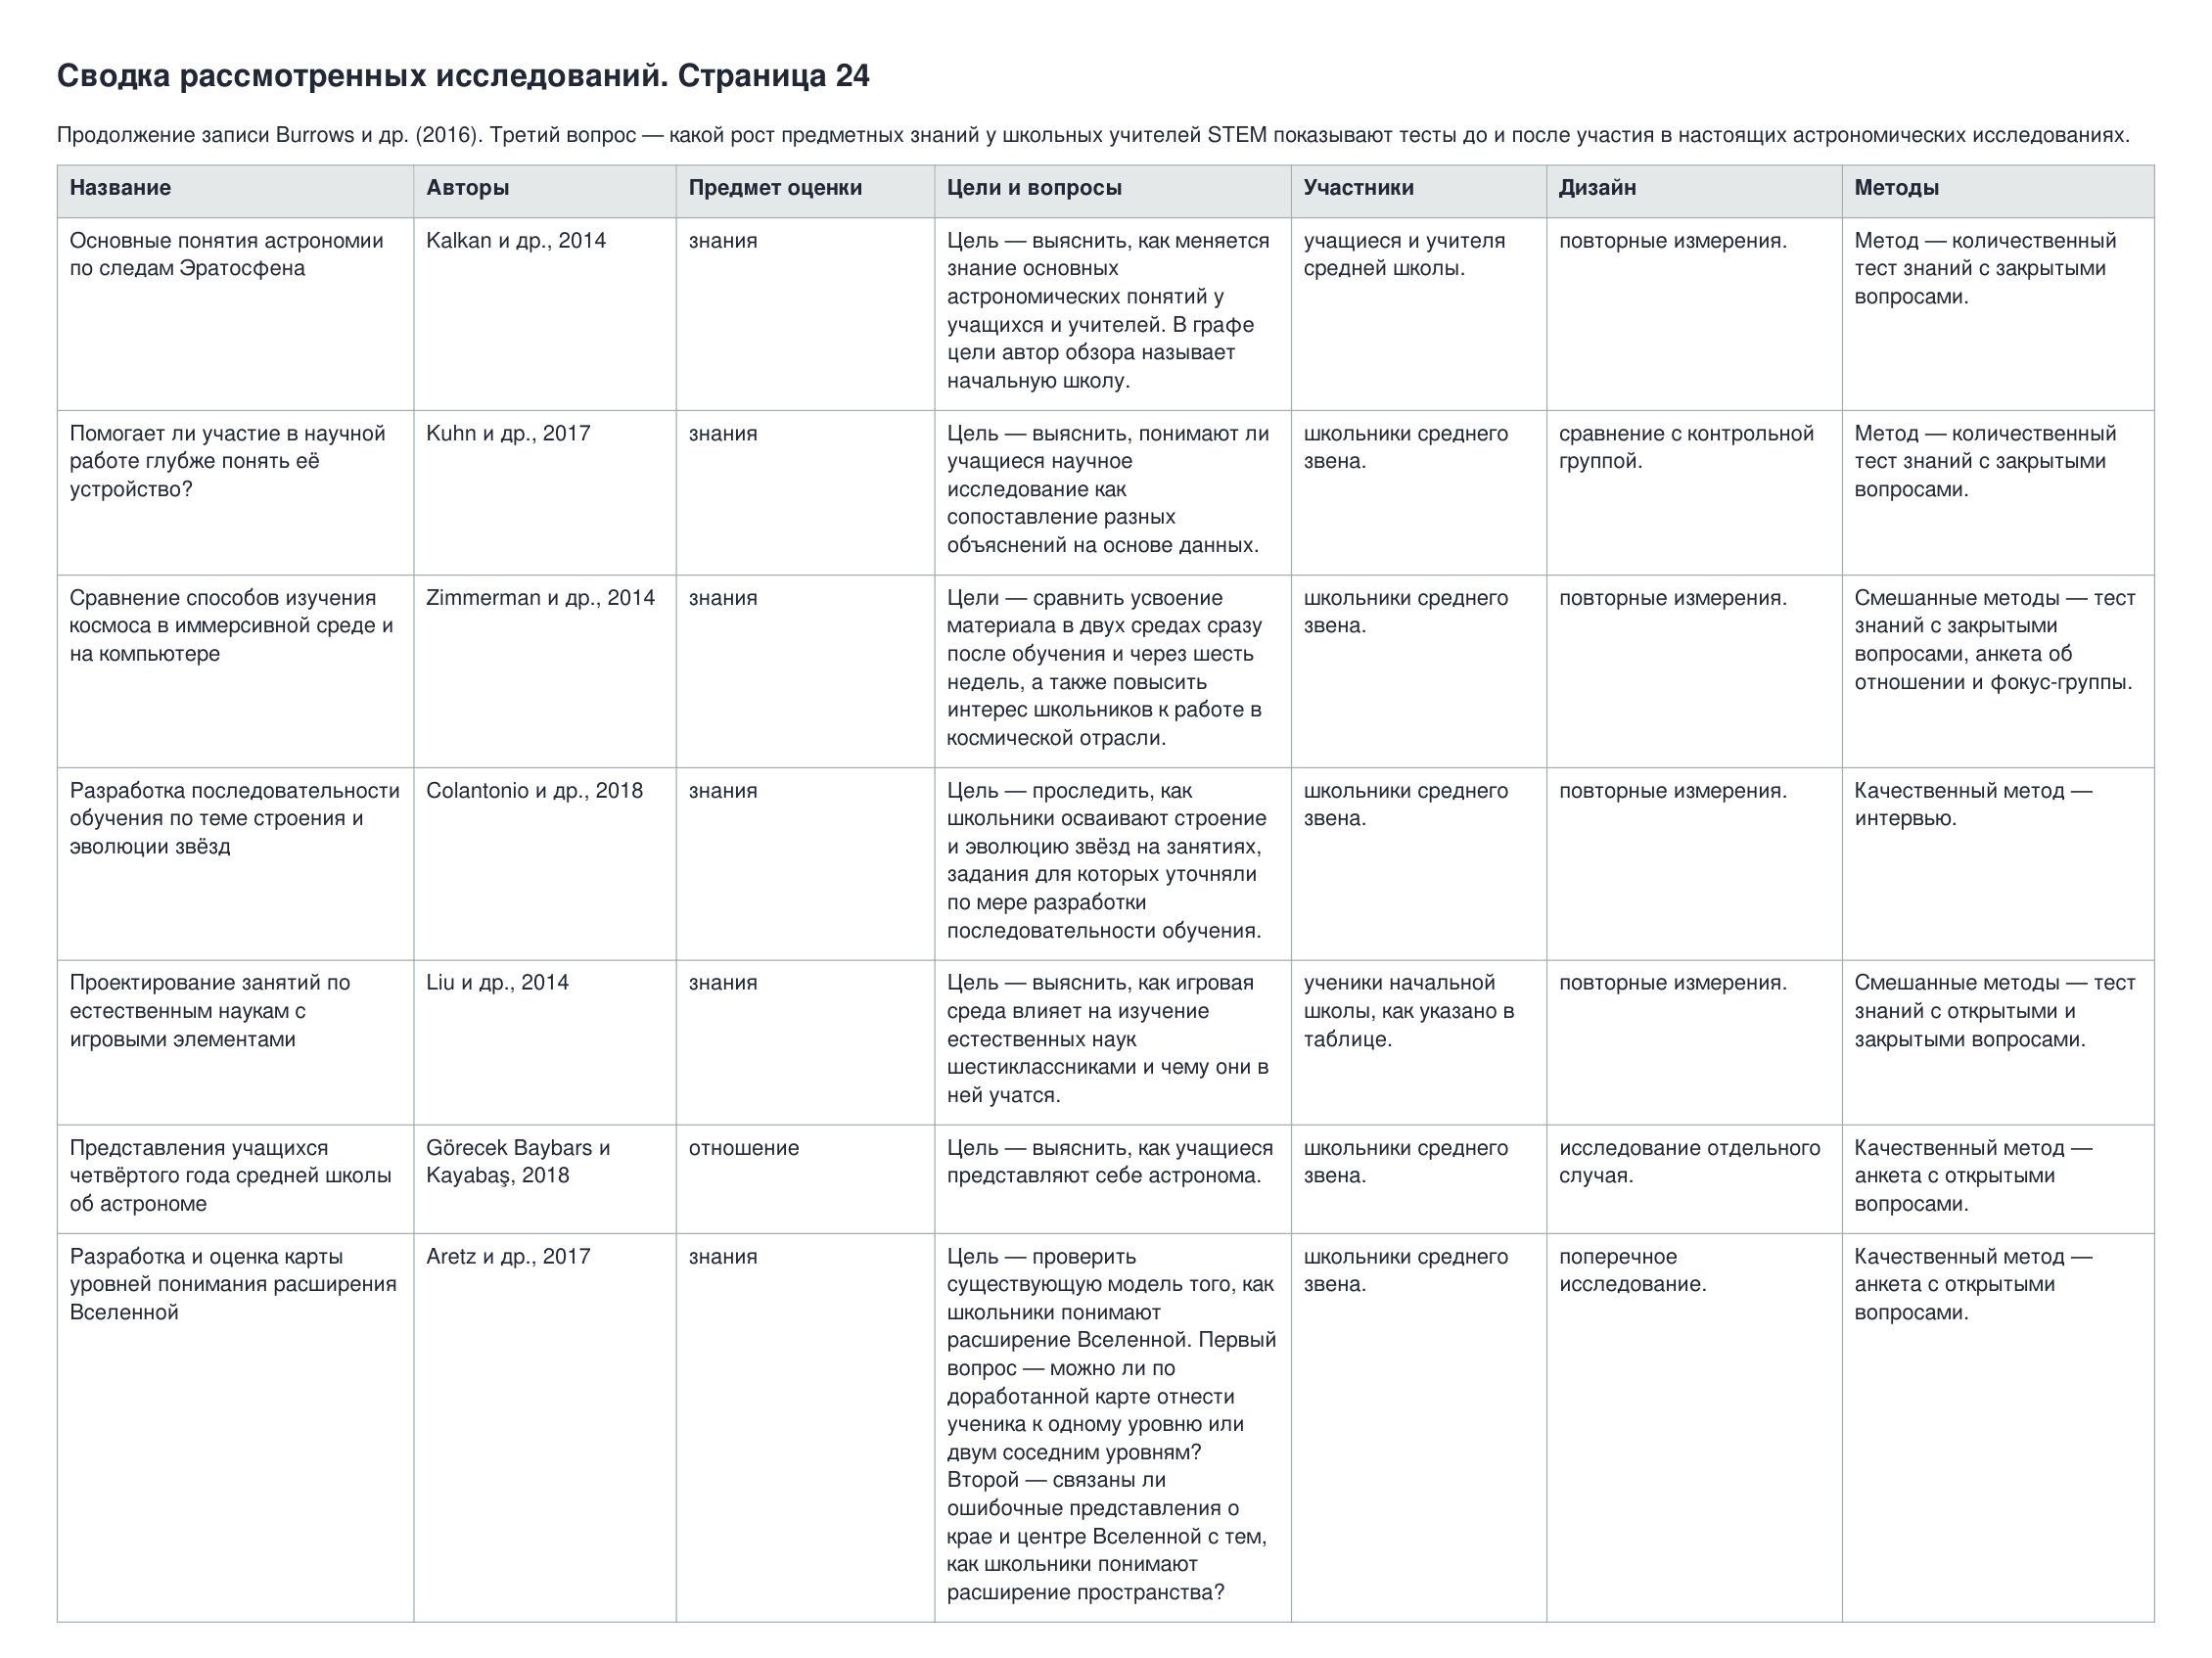 Сводка рассмотренных исследований. Страница 24
Продолжение записи Burrows и др. (2016). Третий вопрос — какой рост предметных знаний у школьных учителей STEM показывают тесты до и после участия в настоящих астрономических исследованиях.
Название
Авторы
Предмет оценки
Цели и вопросы
Участники
Дизайн
Методы
Основные понятия астрономии
по следам Эратосфена
Kalkan и др., 2014
знания
Цель — выяснить, как меняется
знание основных
астрономических понятий у
учащихся и учителей. В графе
цели автор обзора называет
начальную школу.
учащиеся и учителя
средней школы.
повторные измерения.
Метод — количественный
тест знаний с закрытыми
вопросами.
Помогает ли участие в научной
работе глубже понять её
устройство?
Kuhn и др., 2017
знания
Цель — выяснить, понимают ли
учащиеся научное
исследование как
сопоставление разных
объяснений на основе данных.
школьники среднего
звена.
сравнение с контрольной
группой.
Метод — количественный
тест знаний с закрытыми
вопросами.
Сравнение способов изучения
космоса в иммерсивной среде и
на компьютере
Zimmerman и др., 2014
знания
Цели — сравнить усвоение
материала в двух средах сразу
после обучения и через шесть
недель, а также повысить
интерес школьников к работе в
космической отрасли.
школьники среднего
звена.
повторные измерения.
Смешанные методы — тест
знаний с закрытыми
вопросами, анкета об
отношении и фокус-группы.
Разработка последовательности
обучения по теме строения и
эволюции звёзд
Colantonio и др., 2018
знания
Цель — проследить, как
школьники осваивают строение
и эволюцию звёзд на занятиях,
задания для которых уточняли
по мере разработки
последовательности обучения.
школьники среднего
звена.
повторные измерения.
Качественный метод —
интервью.
Проектирование занятий по
естественным наукам с
игровыми элементами
Liu и др., 2014
знания
Цель — выяснить, как игровая
среда влияет на изучение
естественных наук
шестиклассниками и чему они в
ней учатся.
ученики начальной
школы, как указано в
таблице.
повторные измерения.
Смешанные методы — тест
знаний с открытыми и
закрытыми вопросами.
Представления учащихся
четвёртого года средней школы
об астрономе
Görecek Baybars и
Kayabaş, 2018
отношение
Цель — выяснить, как учащиеся
представляют себе астронома.
школьники среднего
звена.
исследование отдельного
случая.
Качественный метод —
анкета с открытыми
вопросами.
Разработка и оценка карты
уровней понимания расширения
Вселенной
Aretz и др., 2017
знания
Цель — проверить
существующую модель того, как
школьники понимают
расширение Вселенной. Первый
вопрос — можно ли по
доработанной карте отнести
ученика к одному уровню или
двум соседним уровням?
Второй — связаны ли
ошибочные представления о
крае и центре Вселенной с тем,
как школьники понимают
расширение пространства?
школьники среднего
звена.
поперечное
исследование.
Качественный метод —
анкета с открытыми
вопросами.